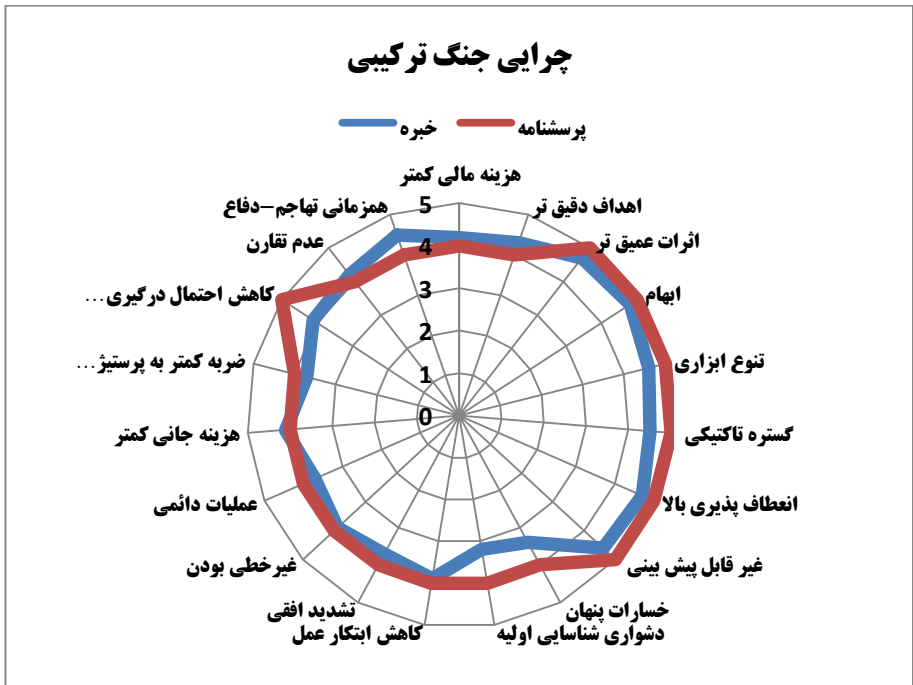 چرایی جنگ ترکیبی
خبره
پرسشنامه
هزینه مالی کمتر
اهداف دقیق تر
اثرات عمیق تر
ابهام
تنوع ابزاری
گستره تاکتیکی
انعطاف پذیری بالا
غیر قابل پیش بینی
خسارات پنهان
دشواری شناسایی اولیه
کاهش ابتکار عمل
تشدید افقی
غیرخطی بودن
عملیات دائمی
هزینه جانی کمتر
ضربه کمتر به پرستیژ...
کاهش احتمال درگیری...
عدم تقارن
همزمانی تهاجم–دفاع
5
4
3
2
1
0